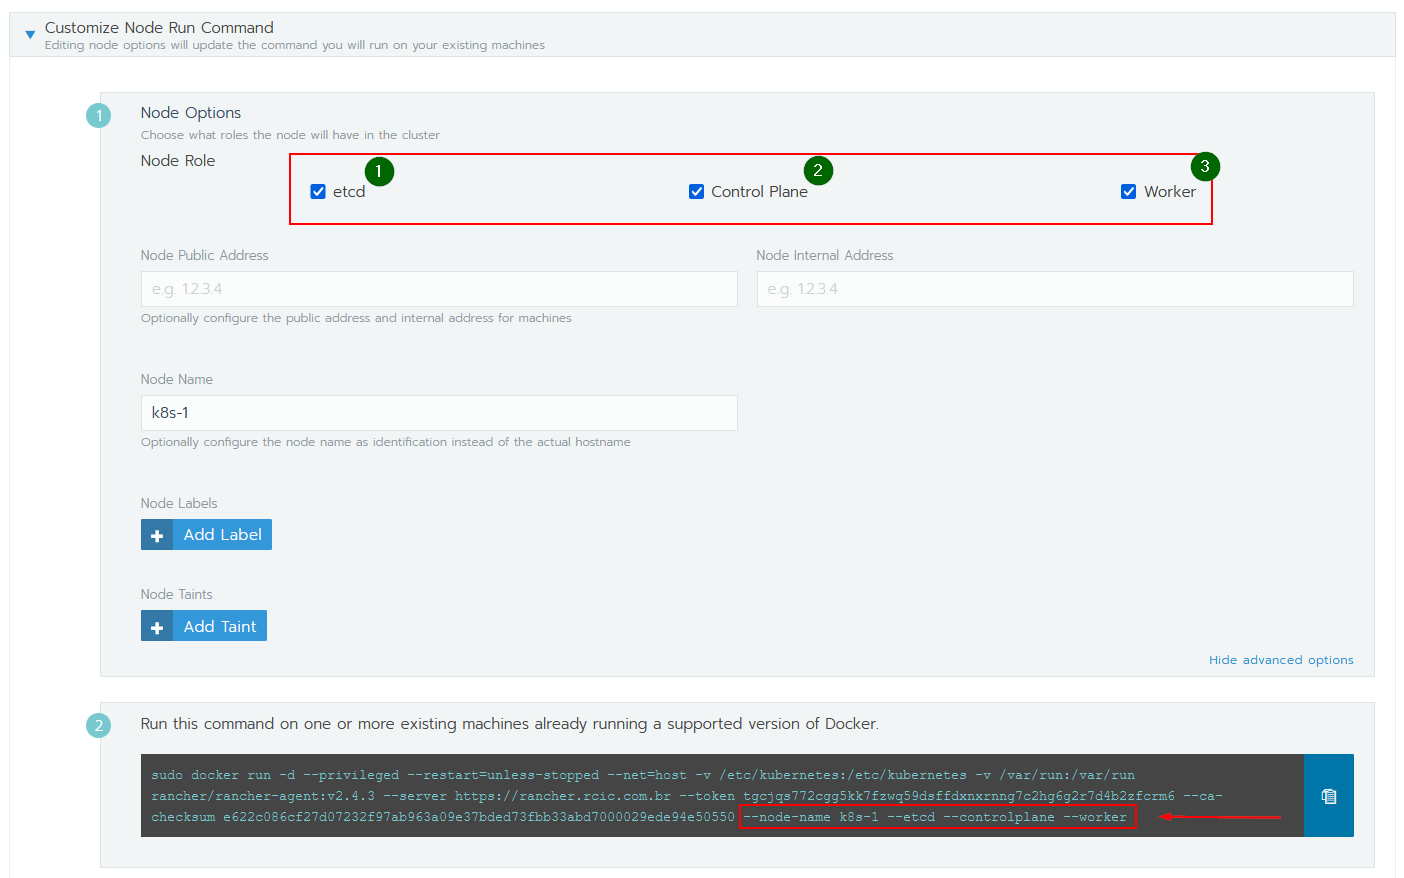 Customize Node Run Command
Editing node options will update the command you will run on your existing machines
1
Node Options
Choose what roles the node will have in the cluster
Node Role
1
2
3
etcd
Control Plane
Worker
Node Public Address
Node Internal Address
e.g. 1.2.3.4
e.g. 1.2.3.4
Optionally configure the public address and internal address for machines
Node Name
k8s-1
Optionally configure the node name as identification instead of the actual hostname
Node Labels
Add Label
Node Taints
Add Taint
Hide advanced options
2
Run this command on one or more existing machines already running a supported version of Docker.
sudo docker run -d --privileged --restart=unless-stopped --net=host -v /etc/kubernetes:/etc/kubernetes -v /var/run:/var/run
rancher/rancher-agent:v2.4.3 --server https://rancher.rcic.com.br --token tgcjqs772cgg5kk7fzwq59dsffdxnxrnng7c2hg6g2r7d4b2zfcrm6 --ca-
checksum e622c086cf27d07232f97ab963a09e37bded73fbb33abd7000029ede94e50550 --node-name k8s-1 --etcd --controlplane --worker